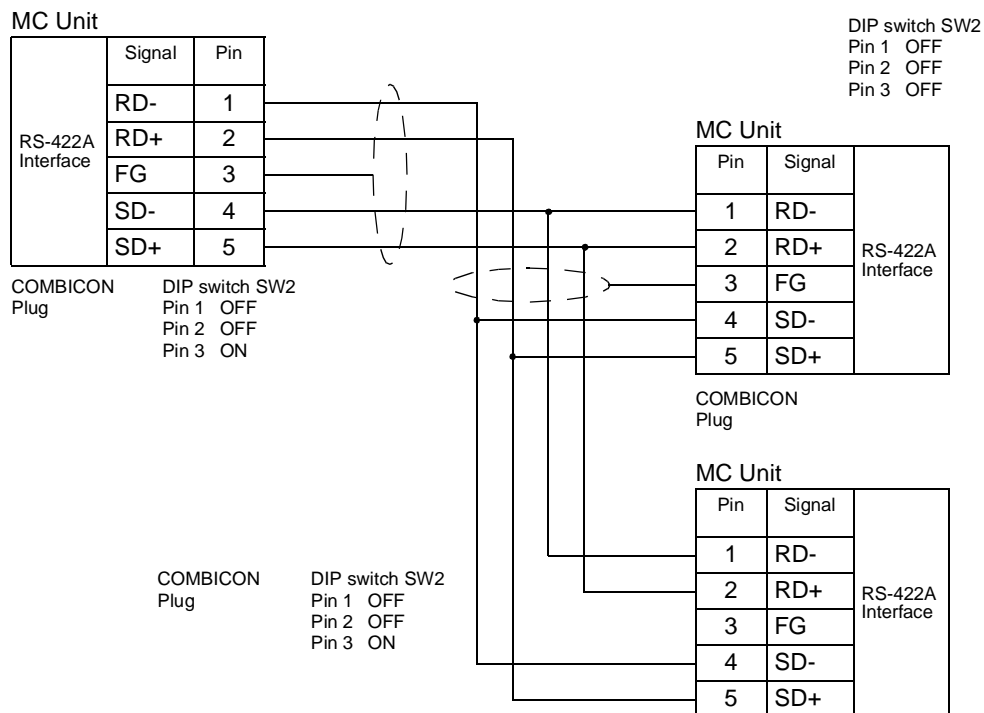 MC Unit
Signal Pin
RD- 1
RD+ 2
FG 3
SD- 4
SD+ 5
RS-422A
Interface
COMBICON
Plug
DIP switch SW2
Pin 1 OFF
Pin 2 OFF
Pin 3 ON
DIP switch SW2
Pin 1 OFF
Pin 2 OFF
Pin 3 OFF
MC Unit
Pin Signal
1 RD-
2 RD+
3 FG
4 SD-
5 SD+
RS-422A
Interface
COMBICON
Plug
MC Unit
Pin Signal
1 RD-
2 RD+
3 FG
4 SD-
5 SD+
RS-422A
Interface
COMBICON
Plug
DIP switch SW2
Pin 1 OFF
Pin 2 OFF
Pin 3 ON